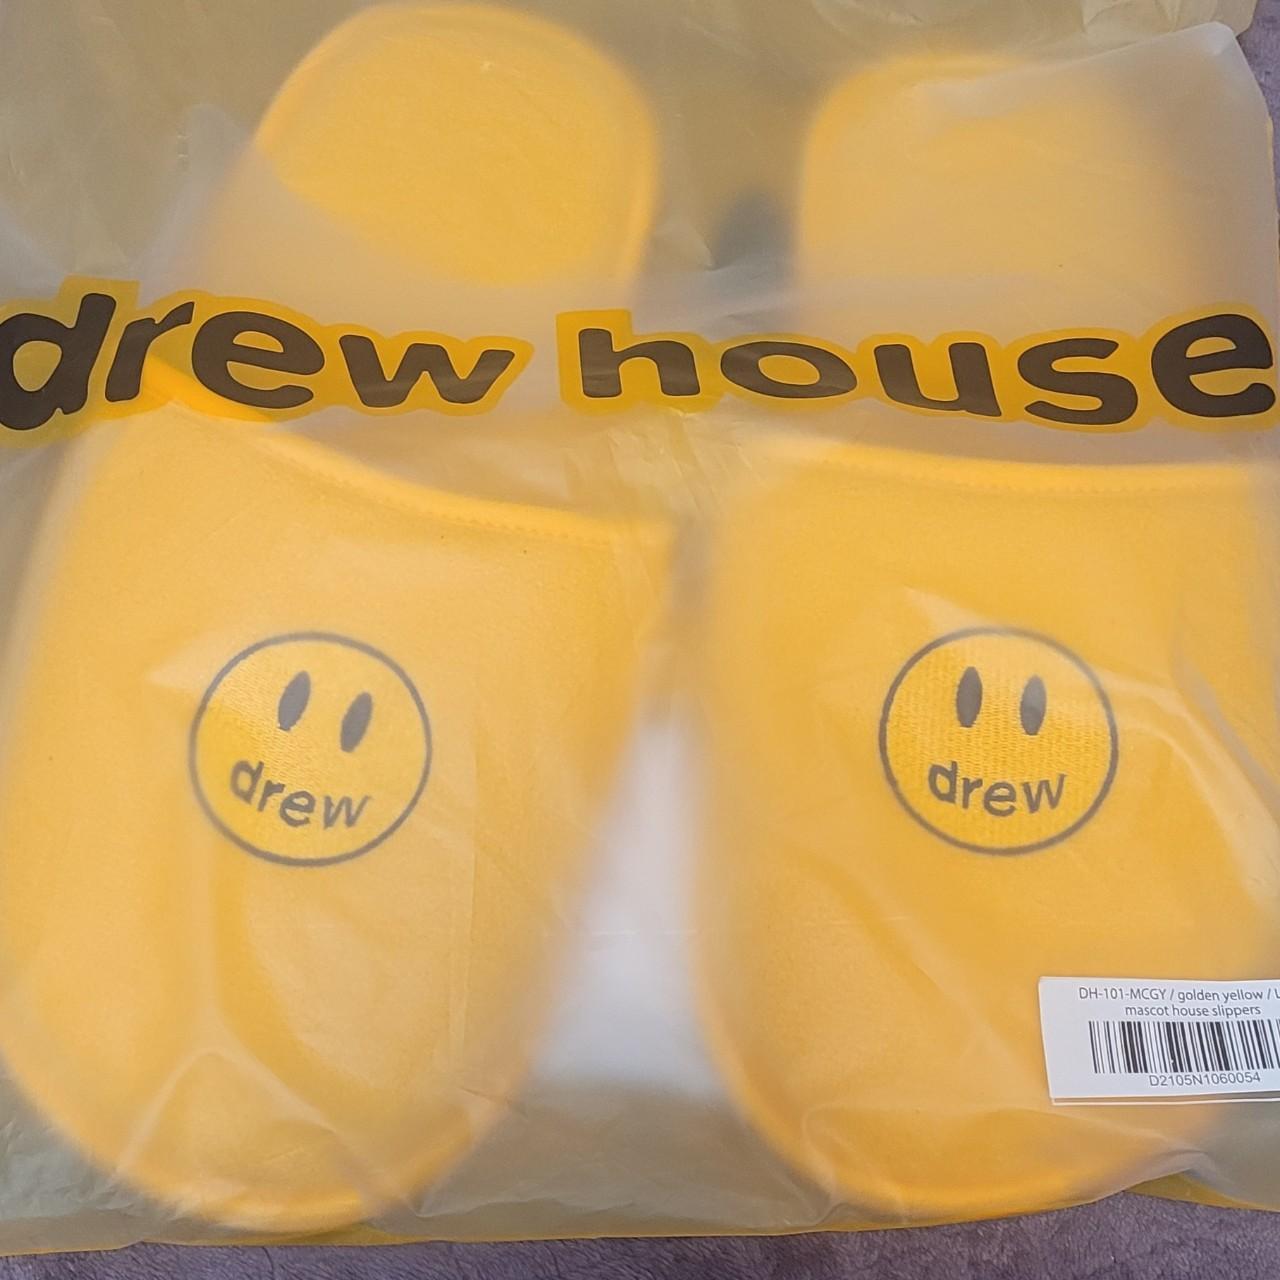 drew house
drew
drew
DH-101-MCGY / golden yellow /
mascot house slippers
D2105N1060054